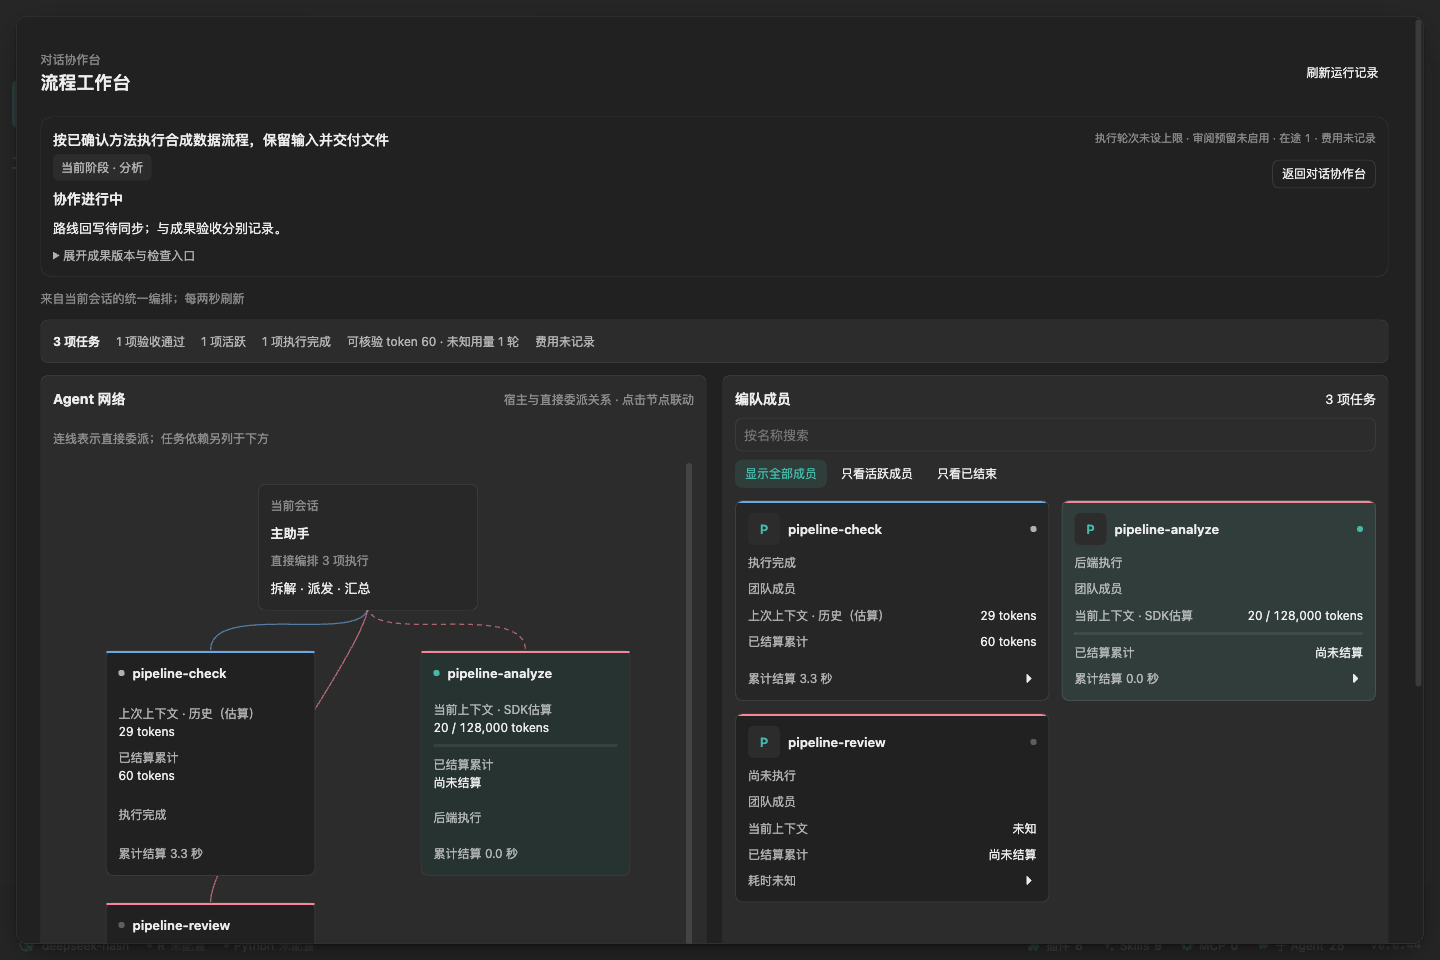 对话协作台
流程工作台
刷新运行记录
按已确认方法执行合成数据流程，保留输入并交付文件
执行轮次未设上限 · 审阅预留未启用 · 在途 1 · 费用未记录
当前阶段 · 分析
返回对话协作台
协作进行中
路线回写待同步；与成果验收分别记录。
展开成果版本与检查入口
来自当前会话的统一编排；每两秒刷新
3 项任务 1 项验收通过 1 项活跃 1 项执行完成 可核验 token 60 · 未知用量 1 轮 费用未记录
Agent 网络
宿主与直接委派关系 · 点击节点联动
连线表示直接委派；任务依赖另列于下方
当前会话
主助手
直接编排 3 项执行
拆解 · 派发 · 汇总
pipeline-check
上次上下文 · 历史（估算）
29 tokens
已结算累计
60 tokens
执行完成
累计结算 3.3 秒
pipeline-analyze
当前上下文 · SDK估算
20 / 128,000 tokens
已结算累计
尚未结算
后端执行
累计结算 0.0 秒
pipeline-review
编队成员
3 项任务
按名称搜索
显示全部成员 只看活跃成员 只看已结束
P pipeline-check
执行完成
团队成员
上次上下文 · 历史（估算） 29 tokens
已结算累计 60 tokens
累计结算 3.3 秒
P pipeline-analyze
后端执行
团队成员
当前上下文 · SDK估算 20 / 128,000 tokens
已结算累计 尚未结算
累计结算 0.0 秒
P pipeline-review
尚未执行
团队成员
当前上下文 未知
已结算累计 尚未结算
耗时未知